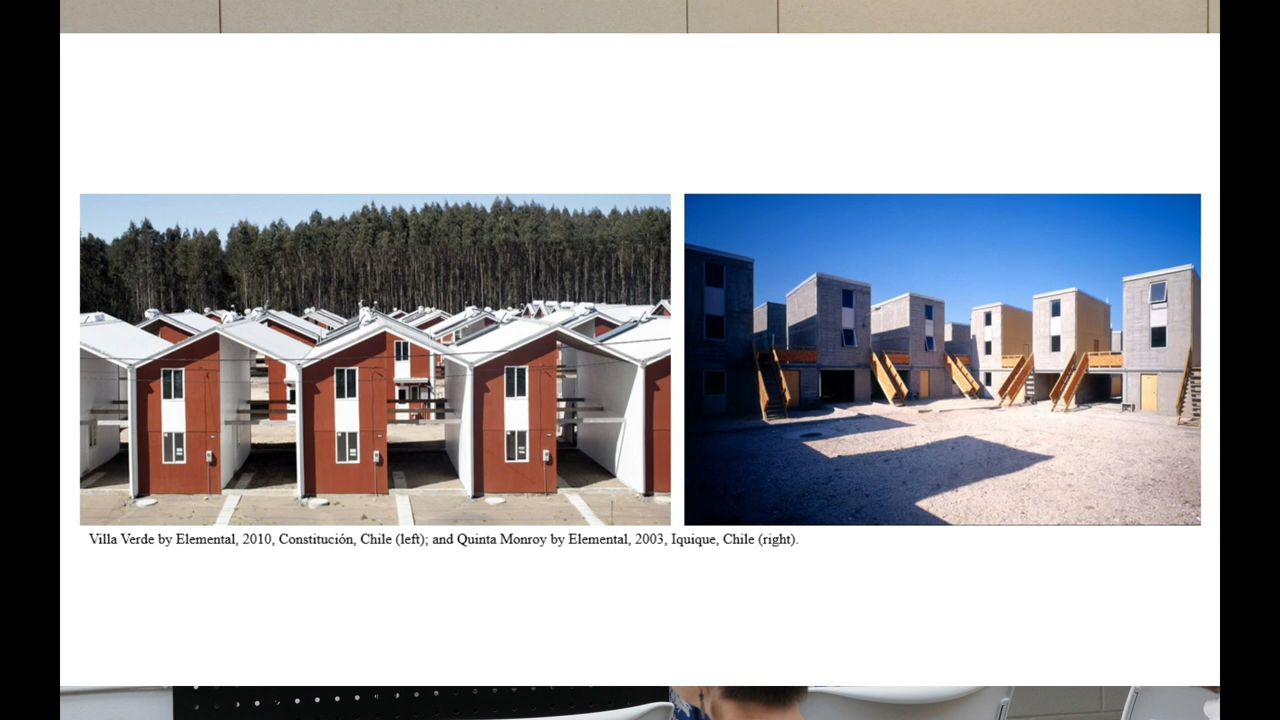 Villa Verde by Elemental, 2010, Constitución, Chile (left); and Quinta Monroy by Elemental, 2003, Iquique, Chile (right).